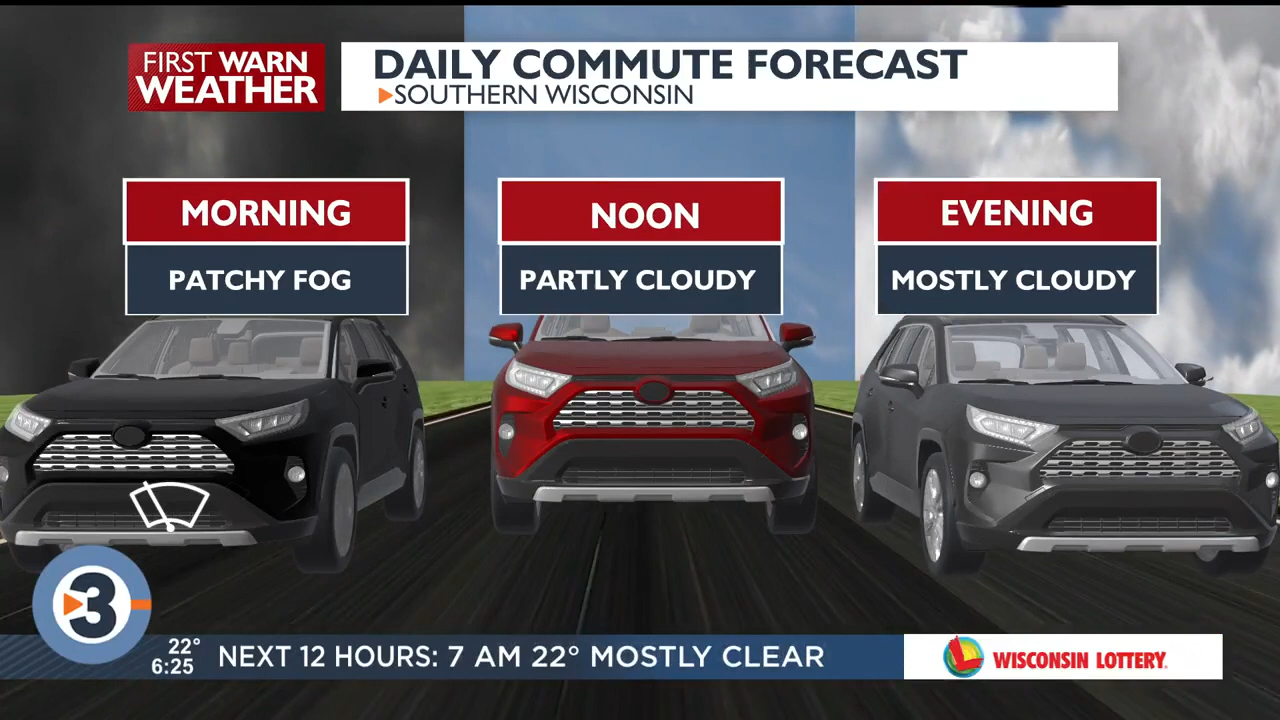 FIRST WARN
WEATHER
DAILY COMMUTE FORECAST
SOUTHERN WISCONSIN
MORNING
PATCHY FOG
NOON
PARTLY CLOUDY
EVENING
MOSTLY CLOUDY
3
22°
6:25
NEXT 12 HOURS: 7 AM 22° MOSTLY CLEAR
WISCONSIN LOTTERY